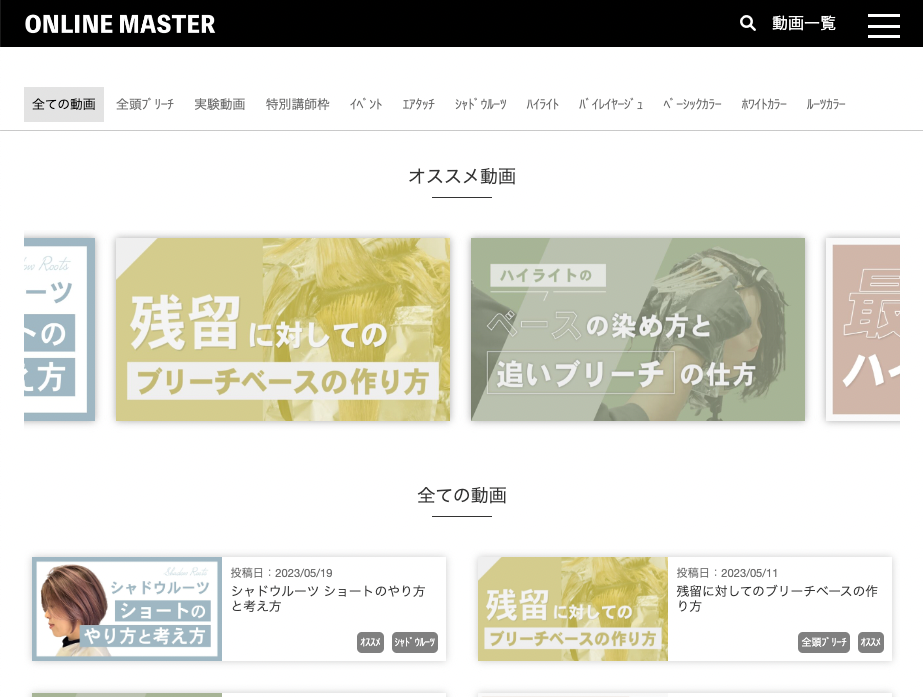 ONLINE MASTER
動画一覧
全ての動画 全頭ﾌﾞﾘｰﾁ 実験動画 特別講師枠 ｲﾍﾞﾝﾄ ｴｱﾀｯﾁ ｼｬﾄﾞｳﾙｰﾂ ﾊｲﾗｲﾄ ﾊﾞｲﾚｲﾔｰｼﾞｭ ﾍﾞｰｼｯｸｶﾗｰ ﾎﾜｲﾄｶﾗｰ ﾙｰﾂｶﾗｰ
オススメ動画
Roots
ーツ
トの
え方
残留に対しての
ブリーチベースの作り方
ハイライトの
ベースの染め方と
追いブリーチの仕方
最
ハイ
全ての動画
Shadow Roots
シャドウルーツ
ショートの
やり方と考え方
投稿日：2023/05/19
シャドウルーツ ショートのやり方
と考え方
ｵｽｽﾒ ｼｬﾄﾞｳﾙｰﾂ
残留に対しての
ブリーチベースの作り方
投稿日：2023/05/11
残留に対してのブリーチベースの作
り方
全頭ﾌﾞﾘｰﾁ ｵｽｽﾒ